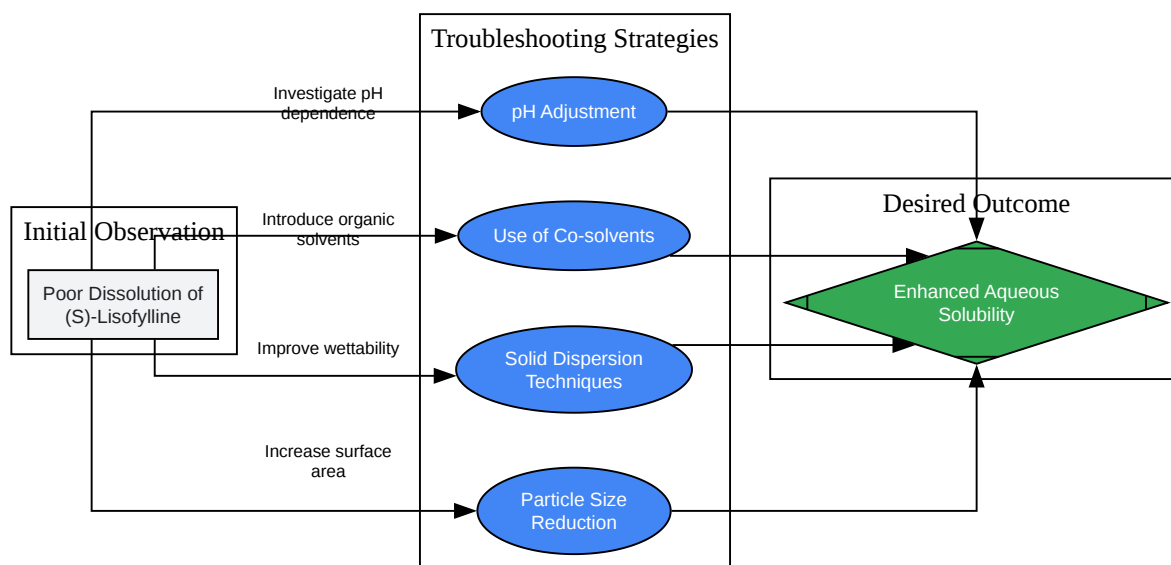 Troubleshooting Strategies
Investigate pH
dependence
pH Adjustment
Initial Observation
Introduce organic
solvents
Use of Co-solvents
Desired Outcome
Poor Dissolution of
(S)-Lisofylline
Enhanced Aqueous
Solubility
Improve wettability
Solid Dispersion
Techniques
Increase surface
area
Particle Size
Reduction